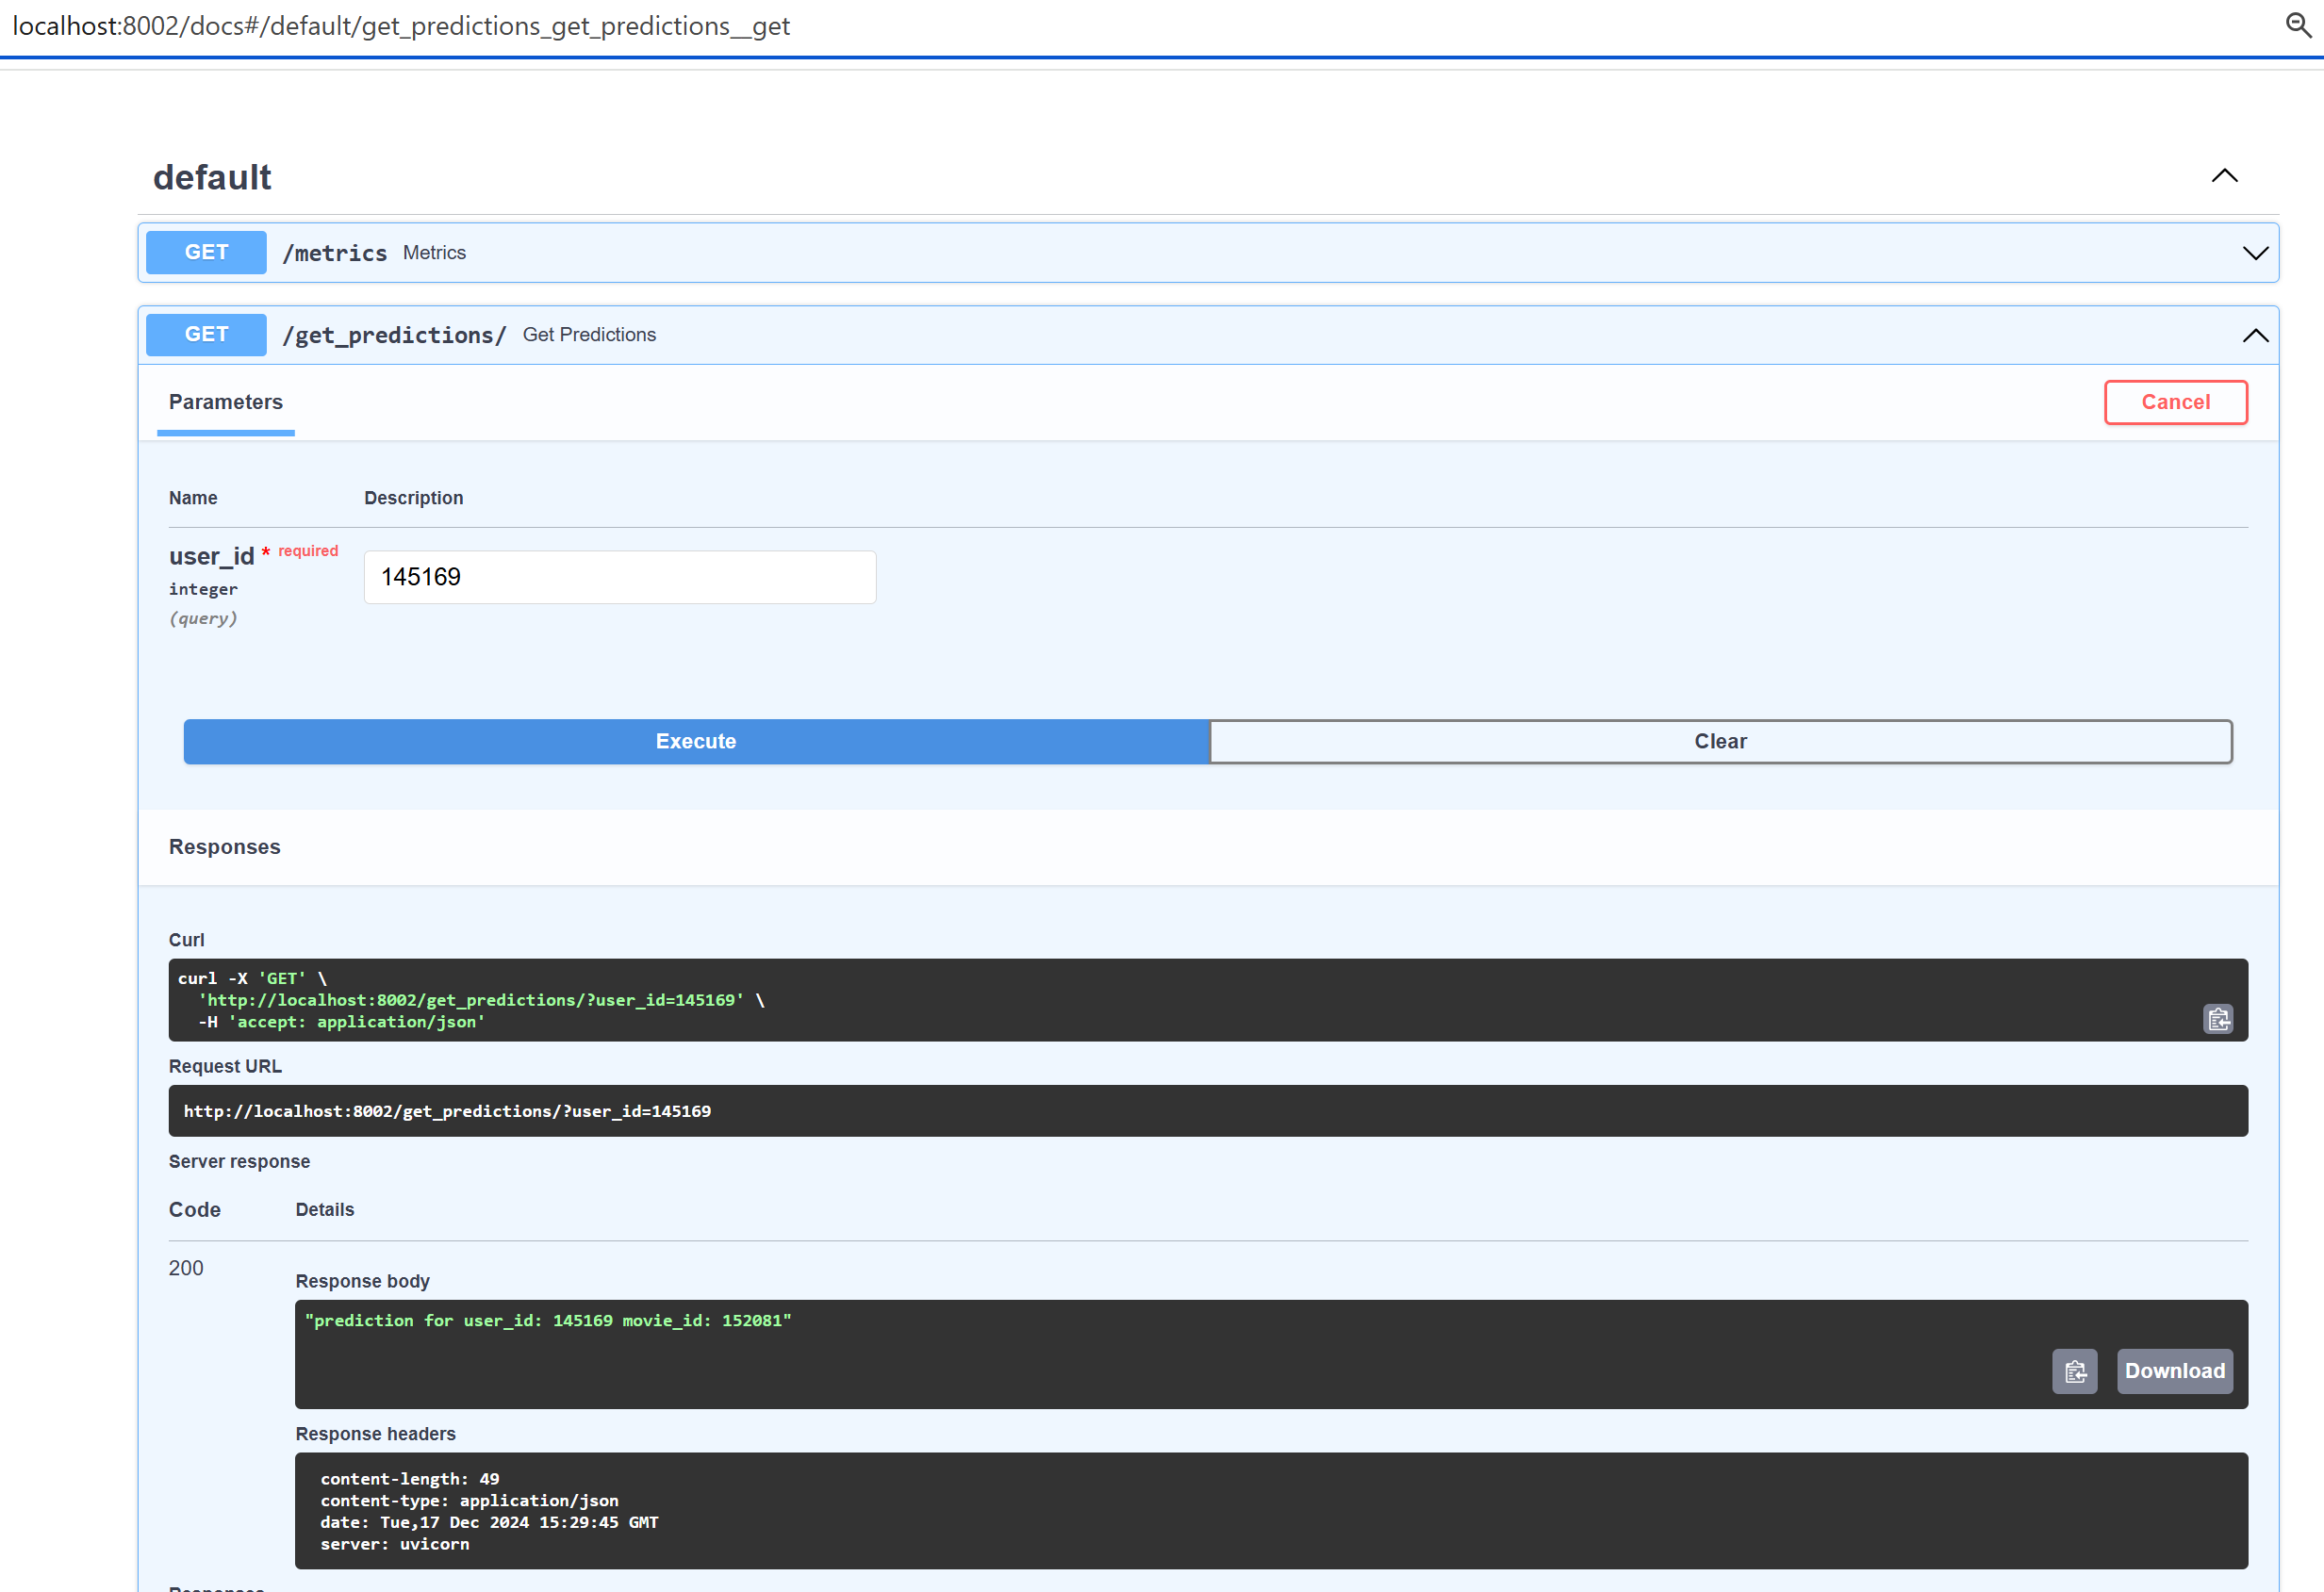 localhost:8002/docs#/default/get_predictions_get_predictions__get
default
GET /metrics Metrics
GET /get_predictions/ Get Predictions
Parameters
Cancel
Name Description
user_id * required
integer
(query)
145169
Execute Clear
Responses
Curl
curl -X 'GET' \
'http://localhost:8002/get_predictions/?user_id=145169' \
-H 'accept: application/json'
Request URL
http://localhost:8002/get_predictions/?user_id=145169
Server response
Code Details
200
Response body
"prediction for user_id: 145169 movie_id: 152081"
Download
Response headers
content-length: 49
content-type: application/json
date: Tue,17 Dec 2024 15:29:45 GMT
server: uvicorn
Responses